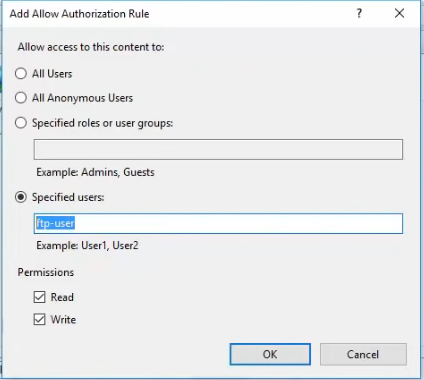 Add Allow Authorization Rule
?
Allow access to this content to:
All Users
All Anonymous Users
Specified roles or user groups:
Example: Admins, Guests
Specified users:
ftp-user
Example: User1, User2
Permissions
Read
Write
OK Cancel